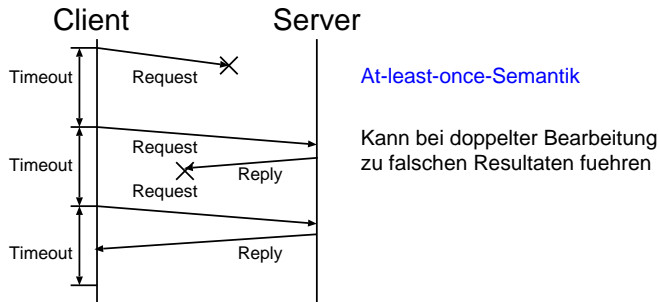 Client
Server
Timeout
Request
At-least-once-Semantik
Kann bei doppelter Bearbeitung
zu falschen Resultaten fuehren
Request
Timeout
Reply
Request
Timeout
Reply